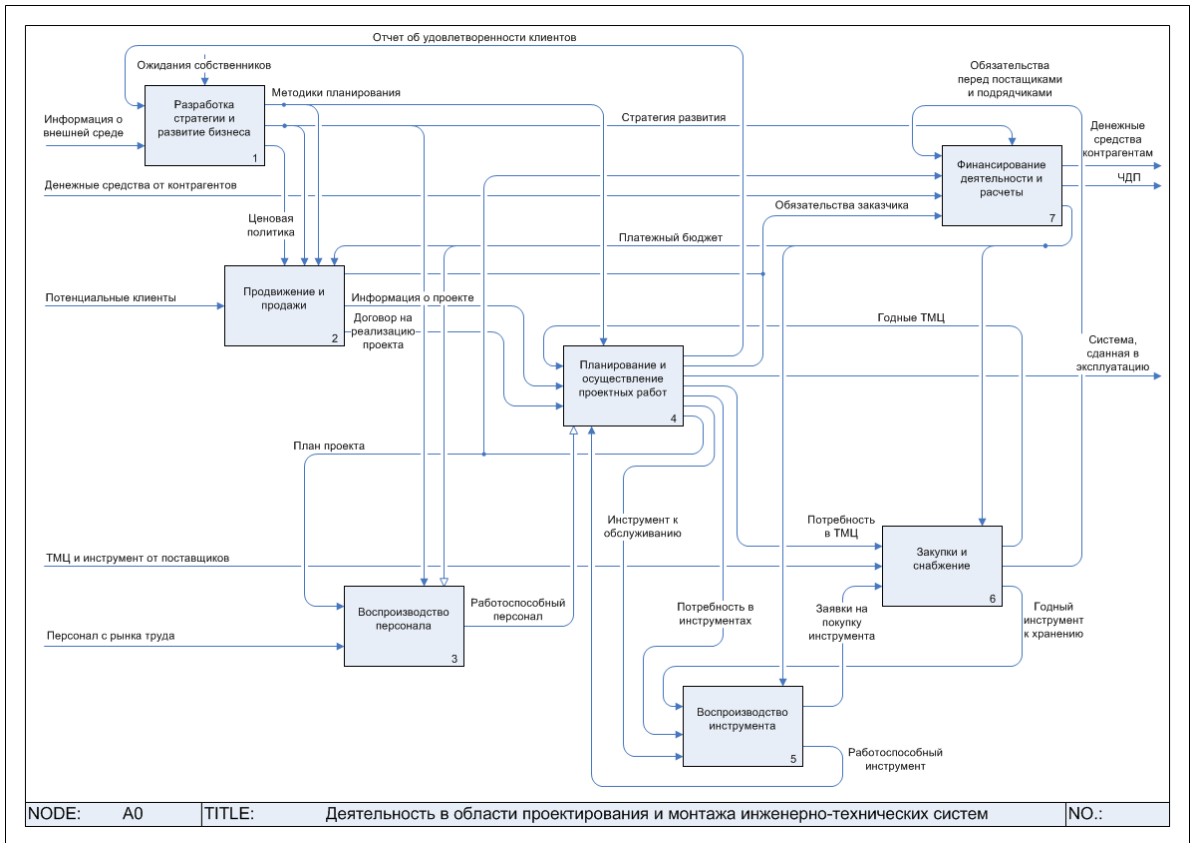 Отчет об удовлетворенности клиентов
Ожидания собственников
Методики планирования
Информация о
внешней среде
Разработка
стратегии и
развитие бизнеса
1
Стратегия развития
Обязательства
перед постащиками
и подрядчиками
Денежные
средства
контрагентам
ЧДП
Финансирование
деятельности и
расчеты
7
Денежные средства от контрагентов
Ценовая
политика
Обязательства заказчика
Платежный бюджет
Потенциальные клиенты
Продвижение и
продажи
2
Информация о проекте
Договор на
реализацию
проекта
Годные ТМЦ
Система,
сданная в
эксплуатацию
Планирование и
осуществление
проектных работ
4
План проекта
Инструмент к
обслуживанию
Потребность
в ТМЦ
ТМЦ и инструмент от поставщиков
Закупки и
снабжение
6
Воспроизводство
персонала
3
Работоспособный
персонал
Потребность в
инструментах
Заявки на
покупку
инструмента
Годный
инструмент
к хранению
Персонал с рынка труда
Воспроизводство
инструмента
5
Работоспособный
инструмент
NODE: A0 TITLE: Деятельность в области проектирования и монтажа инженерно-технических систем NO.: